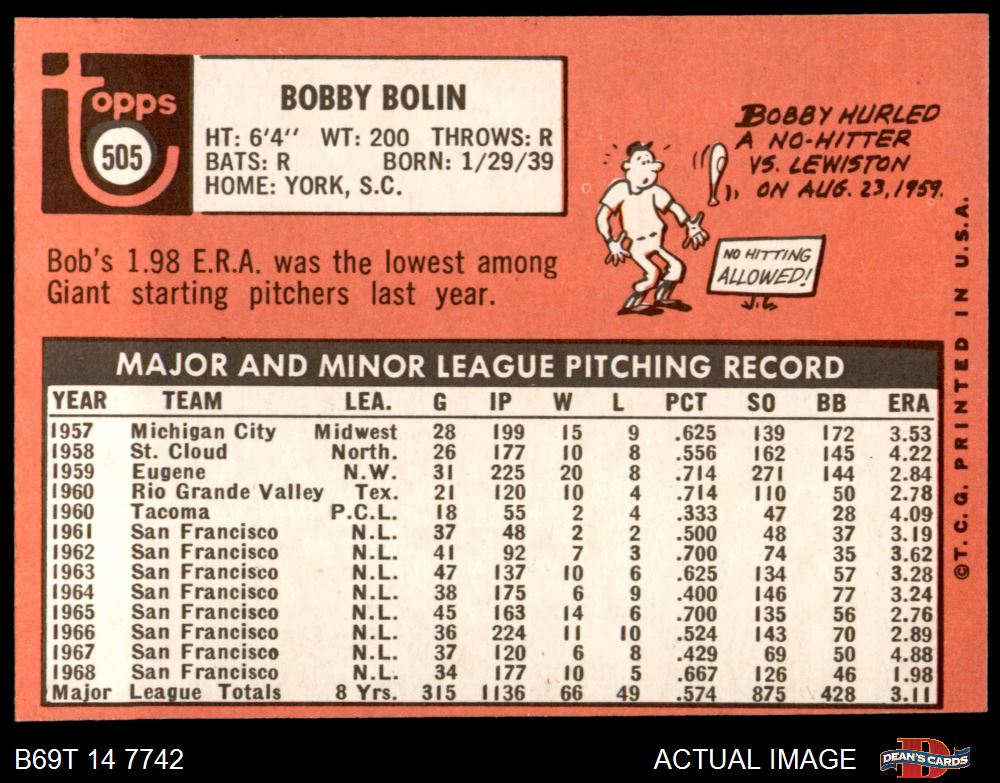 Topps
505
BOBBY BOLIN
HT: 6'4" WT: 200 THROWS: R
BATS: R BORN: 1/29/39
HOME: YORK, S.C.
BOBBY HURLED
A NO-HITTER
VS. LEWISTON
ON AUG. 23, 1959.
NO HITTING
ALLOWED!
Bob's 1.98 E.R.A. was the lowest among
Giant starting pitchers last year.
MAJOR AND MINOR LEAGUE PITCHING RECORD
YEAR TEAM LEA. G IP W L PCT SO BB ERA
1957 Michigan City Midwest 28 199 15 9 .625 139 172 3.53
1958 St. Cloud North. 26 177 10 8 .556 162 145 4.22
1959 Eugene N.W. 31 225 20 8 .714 271 144 2.84
1960 Rio Grande Valley Tex. 21 120 10 4 .714 110 50 2.78
1960 Tacoma P.C.L. 18 55 2 4 .333 47 28 4.09
1961 San Francisco N.L. 37 48 2 2 .500 48 37 3.19
1962 San Francisco N.L. 41 92 7 3 .700 74 35 3.62
1963 San Francisco N.L. 47 137 10 6 .625 134 57 3.28
1964 San Francisco N.L. 38 175 6 9 .400 146 77 3.24
1965 San Francisco N.L. 45 163 14 6 .700 135 56 2.76
1966 San Francisco N.L. 36 224 11 10 .524 143 70 2.89
1967 San Francisco N.L. 37 120 6 8 .429 69 50 4.88
1968 San Francisco N.L. 34 177 10 5 .667 126 46 1.98
Major League Totals 8 Yrs. 315 1136 66 49 .574 875 428 3.11
©T.C.G. PRINTED IN U.S.A.
B69T 14 7742
ACTUAL IMAGE
DEAN'S CARDS